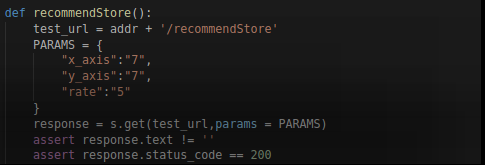 def recommendStore():
    test_url = addr + '/recommendStore'
    PARAMS = {
        "x_axis":"7",
        "y_axis":"7",
        "rate":"5"
    }
    response = s.get(test_url,params = PARAMS)
    assert response.text != ''
    assert response.status_code == 200